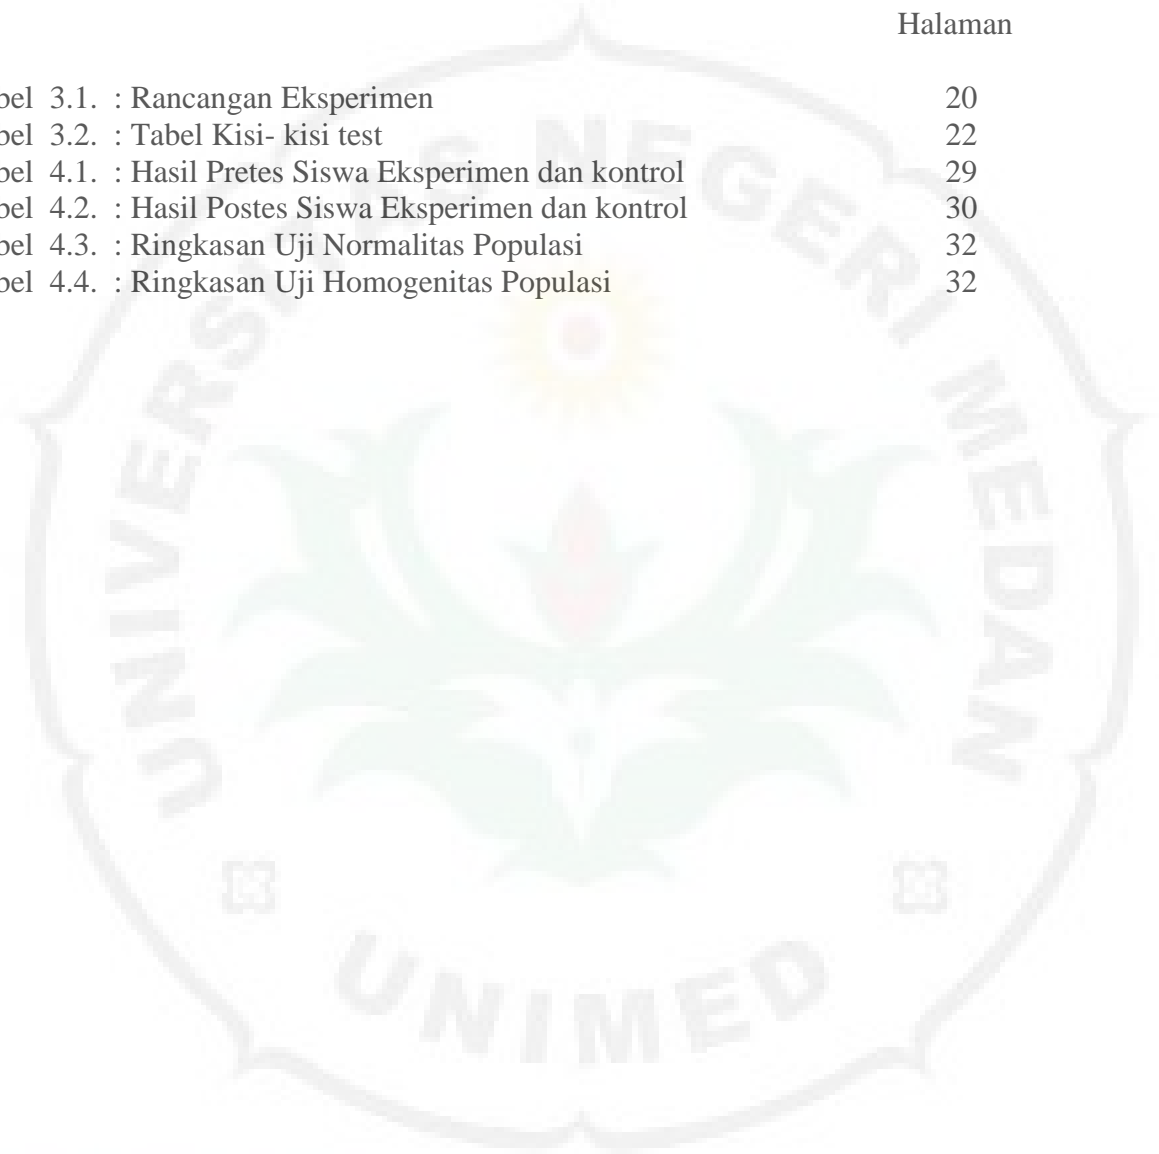 Halaman
bel 3.1. : Rancangan Eksperimen 20
bel 3.2. : Tabel Kisi- kisi test 22
bel 4.1. : Hasil Pretes Siswa Eksperimen dan kontrol 29
bel 4.2. : Hasil Postes Siswa Eksperimen dan kontrol 30
bel 4.3. : Ringkasan Uji Normalitas Populasi 32
bel 4.4. : Ringkasan Uji Homogenitas Populasi 32
UNIVERSITAS NEGERI MEDAN
UNIMED